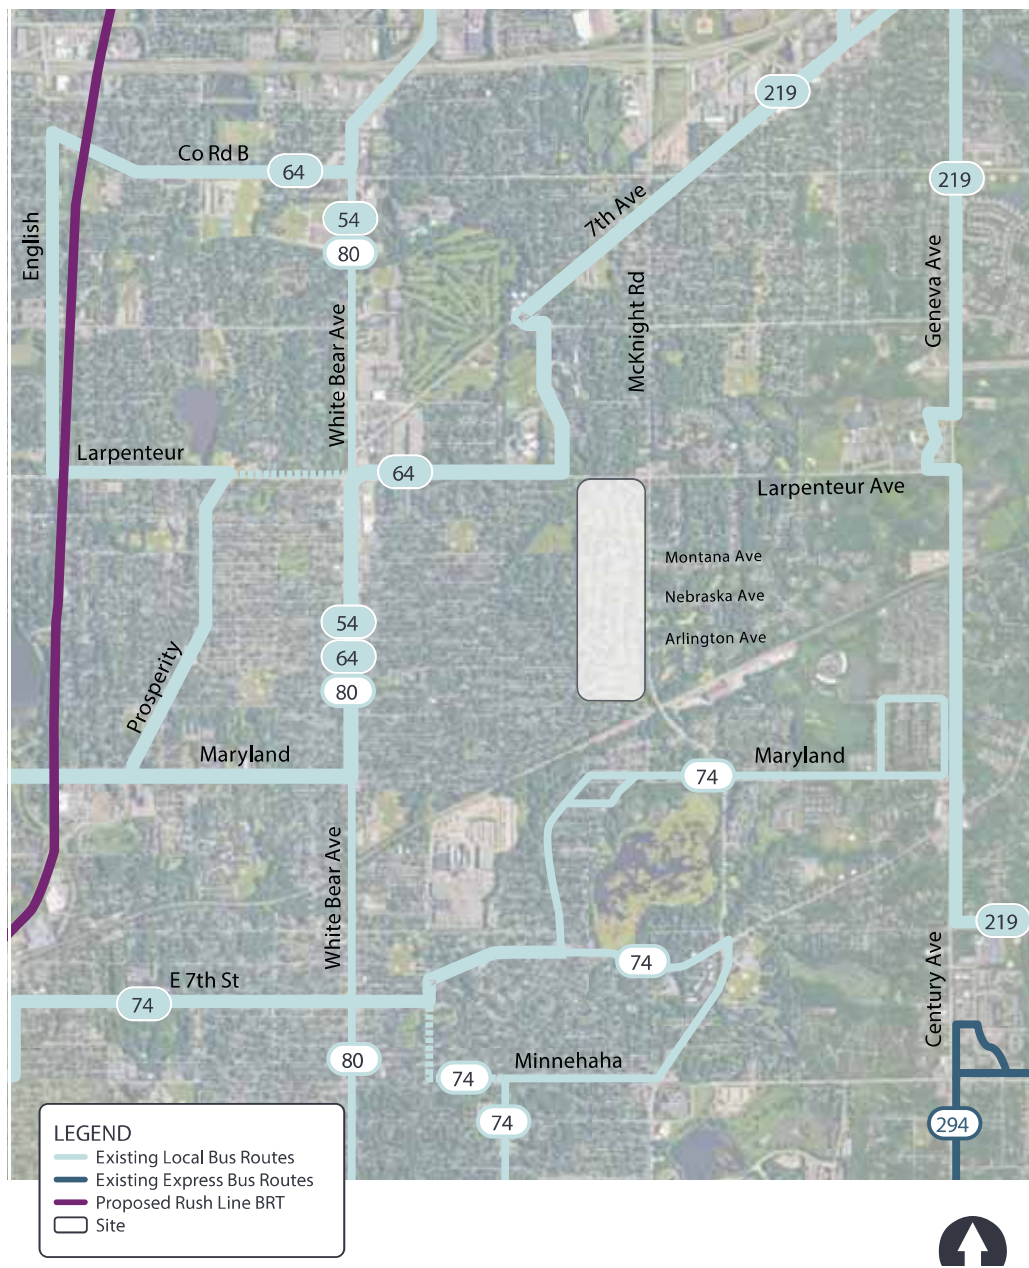 219
Co Rd B
64
219
54
7th Ave
English
80
Geneva Ave
McKnight Rd
White Bear Ave
Larpenteur
64
Larpenteur Ave
Montana Ave
Nebraska Ave
54
Arlington Ave
64
Prosperity
80
Maryland
Maryland
74
White Bear Ave
219
74
E 7th St
Century Ave
74
80
Minnehaha
74
74
294
LEGEND
Existing Local Bus Routes
Existing Express Bus Routes
Proposed Rush Line BRT
Site